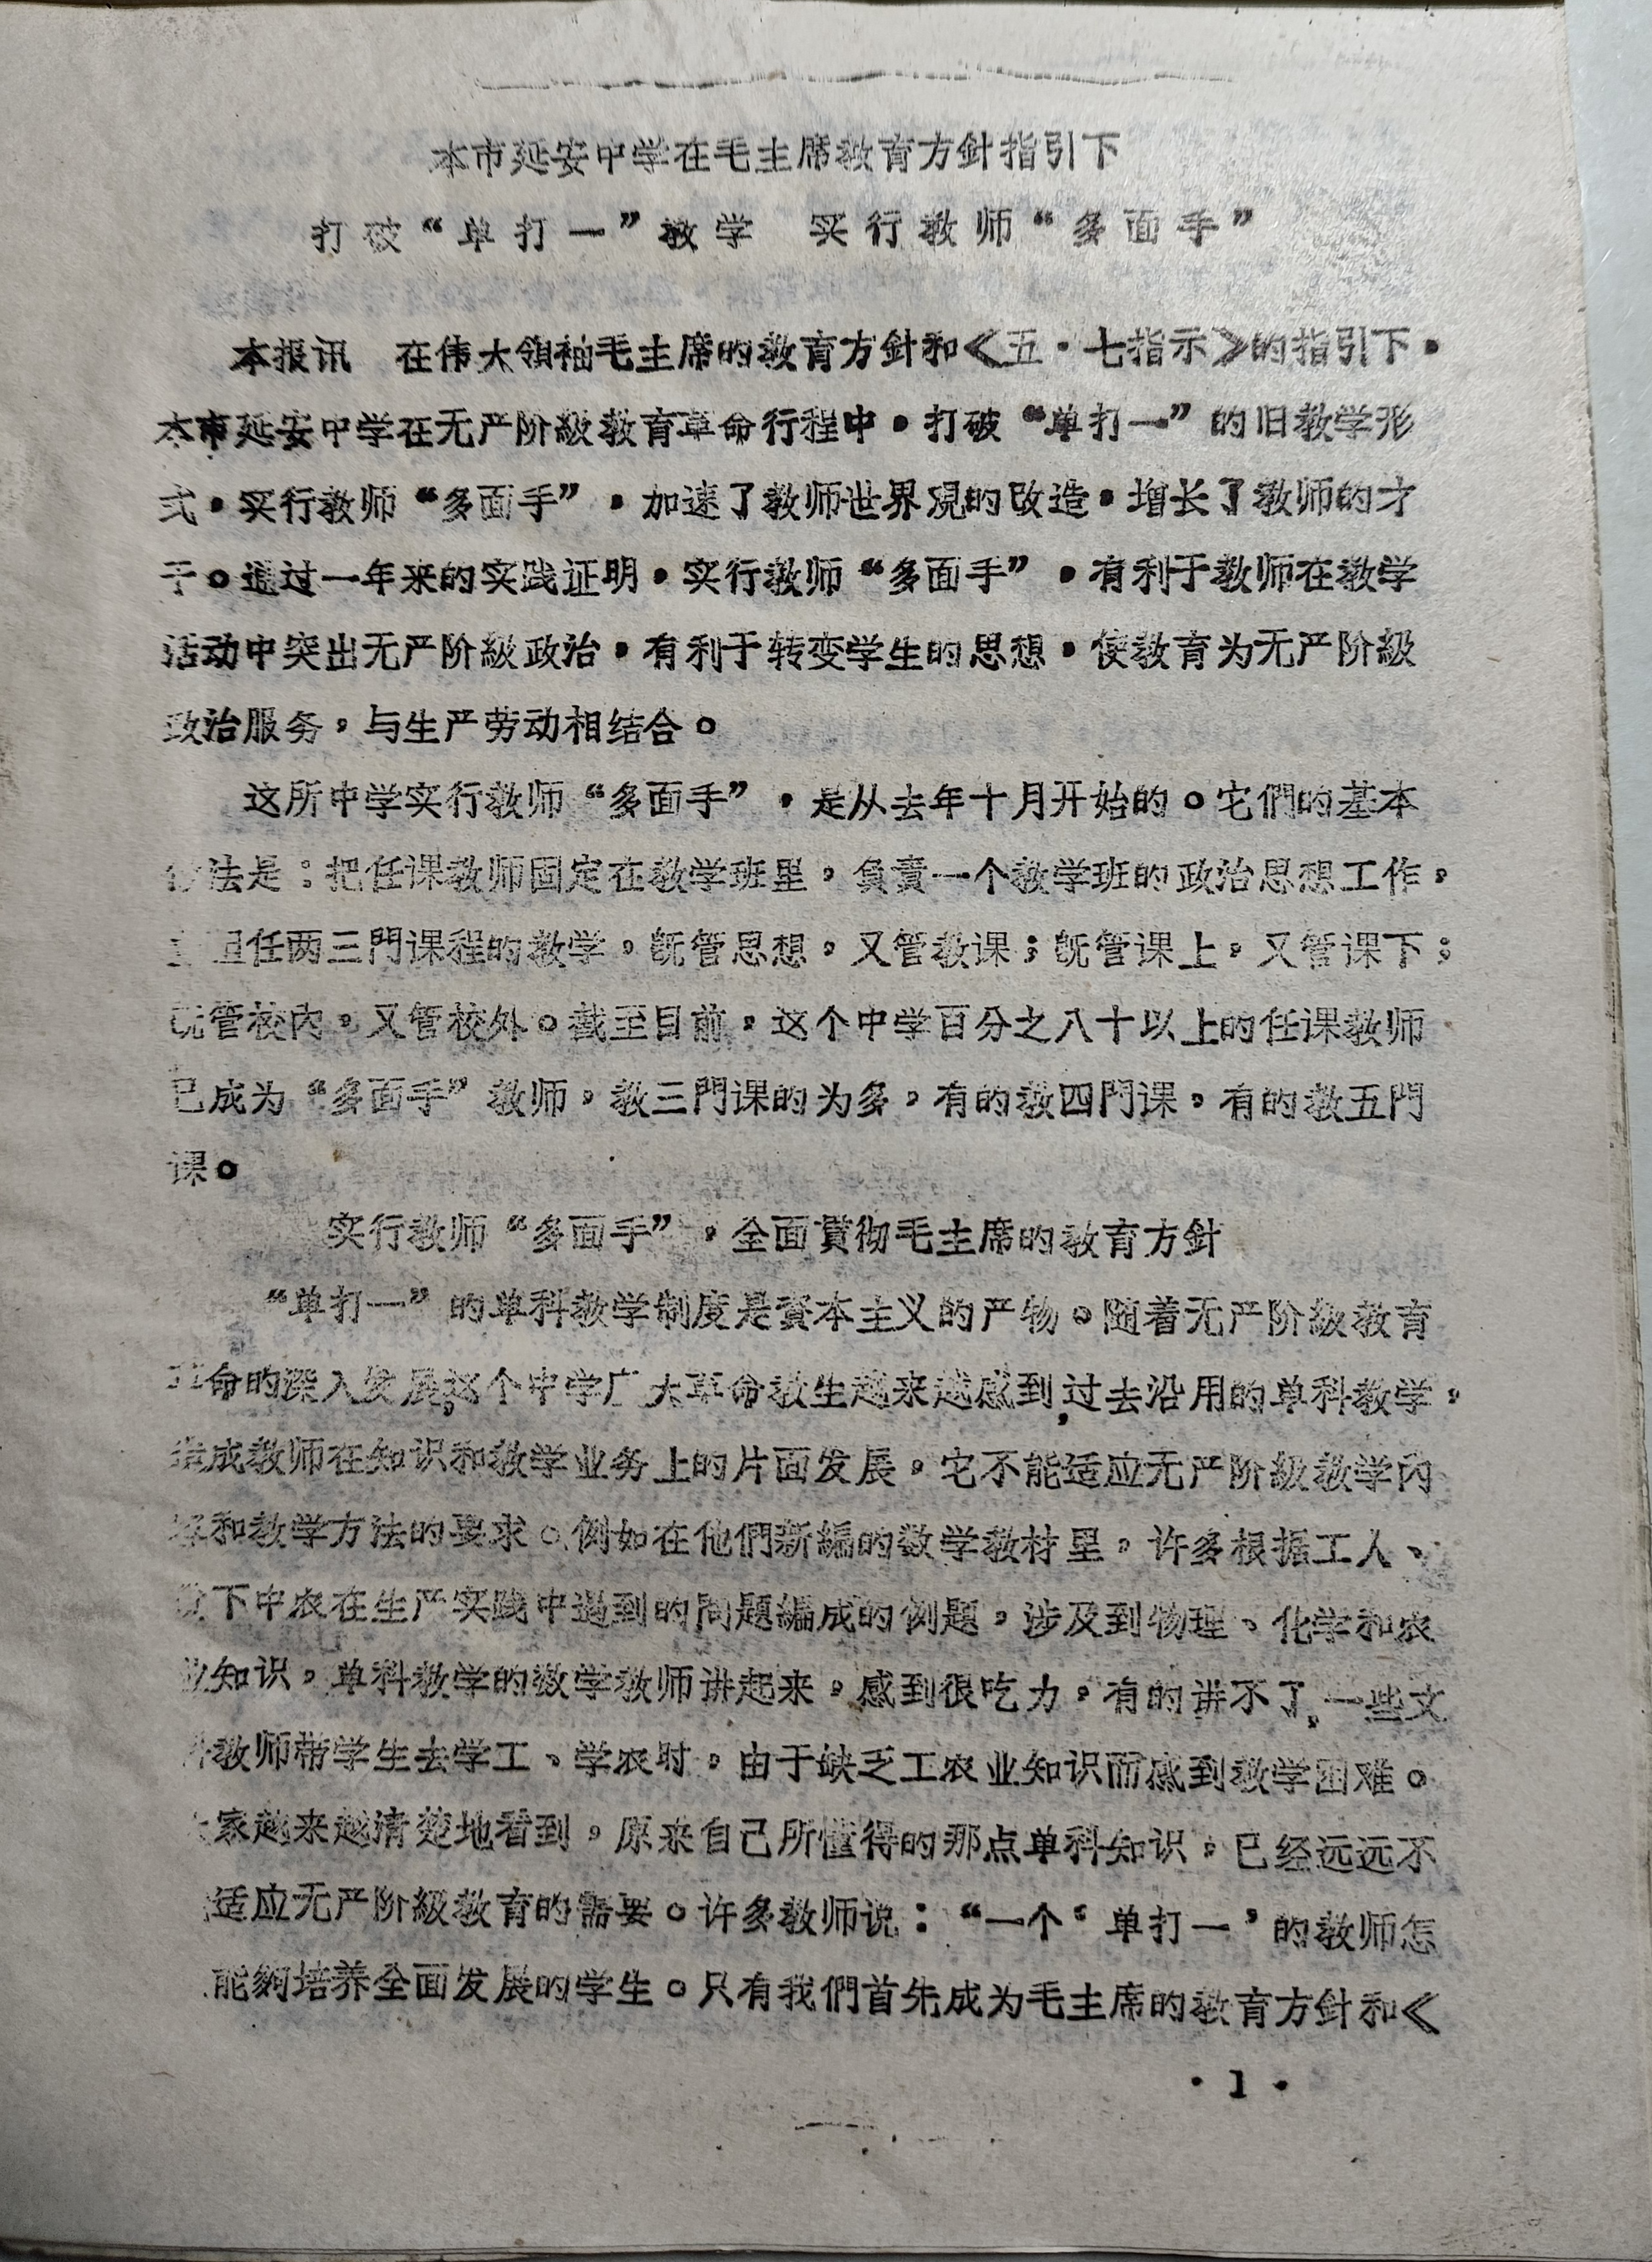 本市延安中学在毛主席教育方針指引下
打破“单打一”教学　实行教师“多面手”
本报讯　在伟大领袖毛主席的教育方針和《五·七指示》的指引下，
本市延安中学在无产阶級教育革命行程中，打破“单打一”的旧教学形
式，实行教师“多面手”，加速了教师世界观的改造，增长了教师的才
干。通过一年来的实践证明，实行教师“多面手”，有利于教师在教学
活动中突出无产阶級政治，有利于转变学生的思想，使教育为无产阶級
政治服务，与生产劳动相结合。
这所中学实行教师“多面手”，是从去年十月开始的。它們的基本
法是：把任课教师固定在教学班里，負責一个教学班的政治思想工作，
担任两三門课程的教学，既管思想，又管教课；既管课上，又管课下；
既管校內，又管校外。截至目前，这个中学百分之八十以上的任课教师
已成为“多面手”教师，教三門课的为多，有的教四門课，有的教五門
课。
实行教师“多面手”，全面貫彻毛主席的教育方針
“单打一”的单科教学制度是資本主义的产物。随着无产阶級教育
革命的深入发展，这个中学广大革命教生越来越感到，过去沿用的单科教学，
造成教师在知识和教学业务上的片面发展，它不能适应无产阶級教学內
容和教学方法的要求。例如在他們新編的数学教材里，许多根据工人、
下中农在生产实践中遇到的問题編成的例题，涉及到物理、化学和农
业知识，单科教学的数学教师讲起来，感到很吃力，有的讲不了，一些文
教师带学生去学工、学农时，由于缺乏工农业知识而感到教学困难。
家越来越清楚地看到，原来自己所懂得的那点单科知识，已经远远不
适应无产阶級教育的需要。许多教师说：“一个‘单打一’的教师怎
能夠培养全面发展的学生。只有我們首先成为毛主席的教育方針和《
·1·